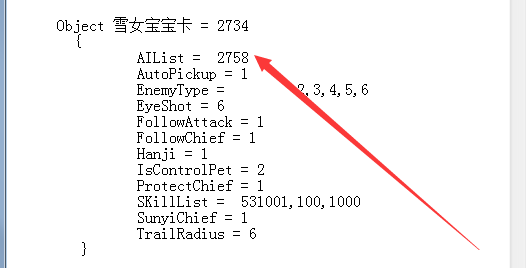 Object 雪女宝宝卡 = 2734
{
AIList = 2758
AutoPickup = 1
EnemyType = 2,3,4,5,6
EyeShot = 6
FollowAttack = 1
FollowChief = 1
Hanji = 1
IsControlPet = 2
ProtectChief = 1
SKillList = 531001,100,1000
SunyiChief = 1
TrailRadius = 6
}